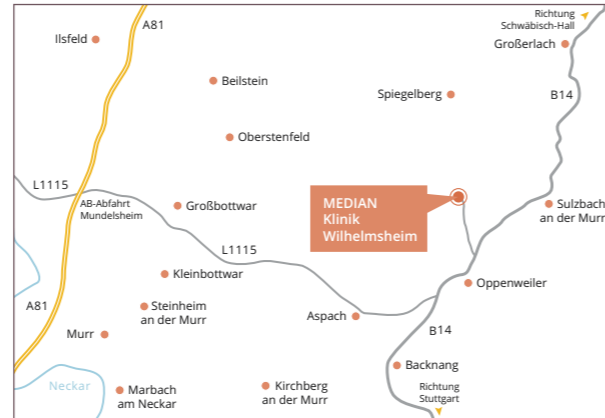 Richtung
Schwäbisch-Hall
A81
Ilsfeld
Großerlach
Beilstein
Spiegelberg
B14
Oberstenfeld
L1115
AB-Abfahrt
Mundelsheim
Großbottwar
MEDIAN
Klinik
Wilhelmsheim
Sulzbach
an der Murr
L1115
Kleinbottwar
Oppenweiler
A81
Steinheim
an der Murr
Aspach
Murr
B14
Backnang
Neckar
Marbach
am Neckar
Kirchberg
an der Murr
Richtung
Stuttgart